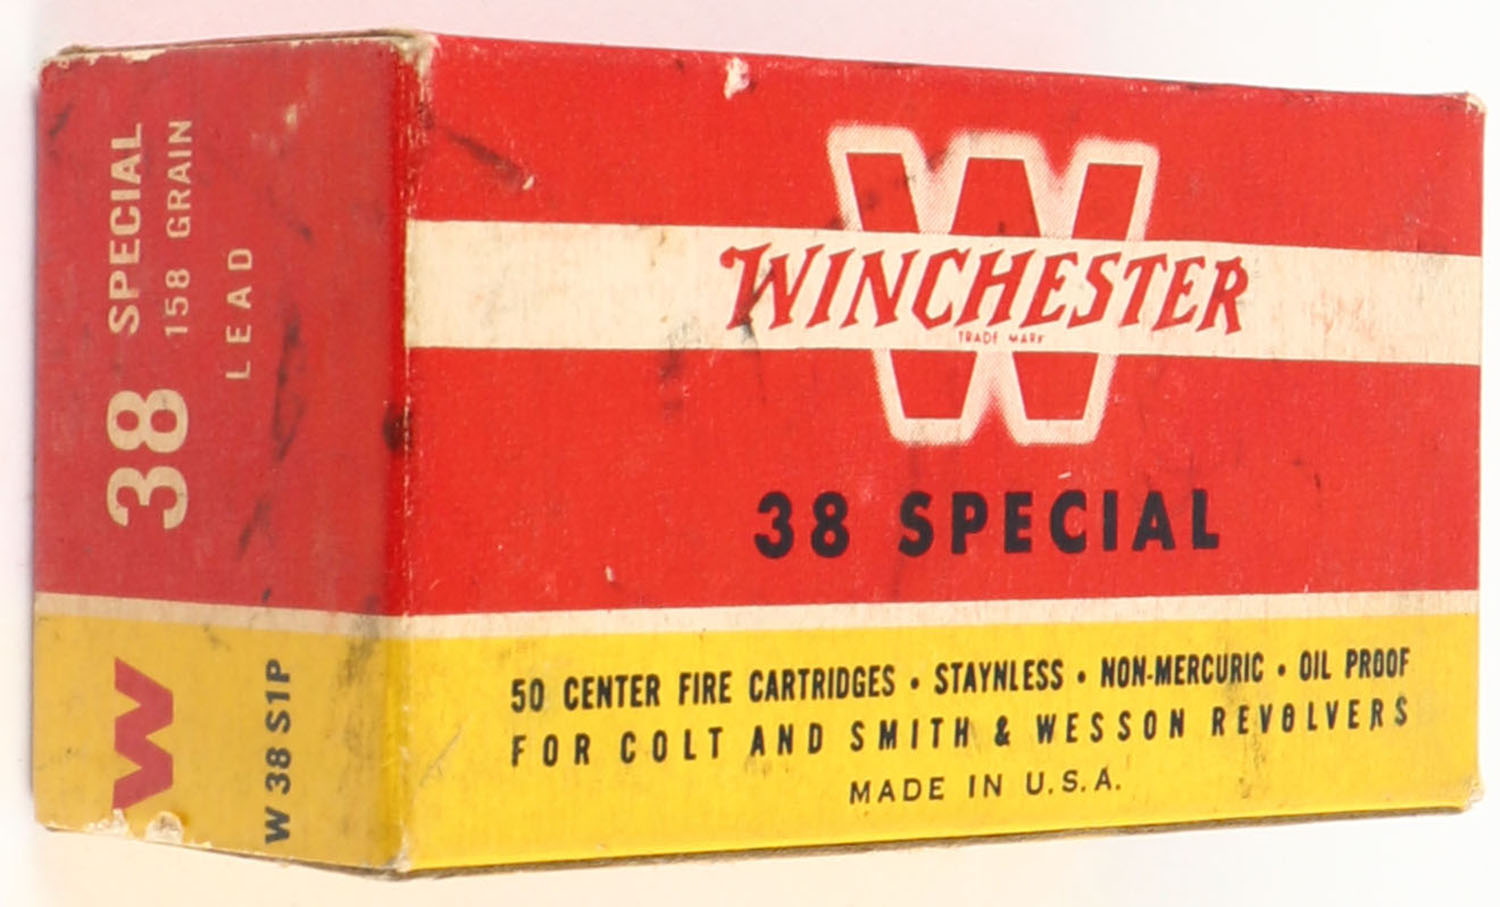 38 SPECIAL
158 GRAIN
LEAD
W
W 38 S1P
W
WINCHESTER
TRADE MARK
38 SPECIAL
50 CENTER FIRE CARTRIDGES • STAYNLESS • NON-MERCURIC • OIL PROOF
FOR COLT AND SMITH & WESSON REVOLVERS
MADE IN U.S.A.